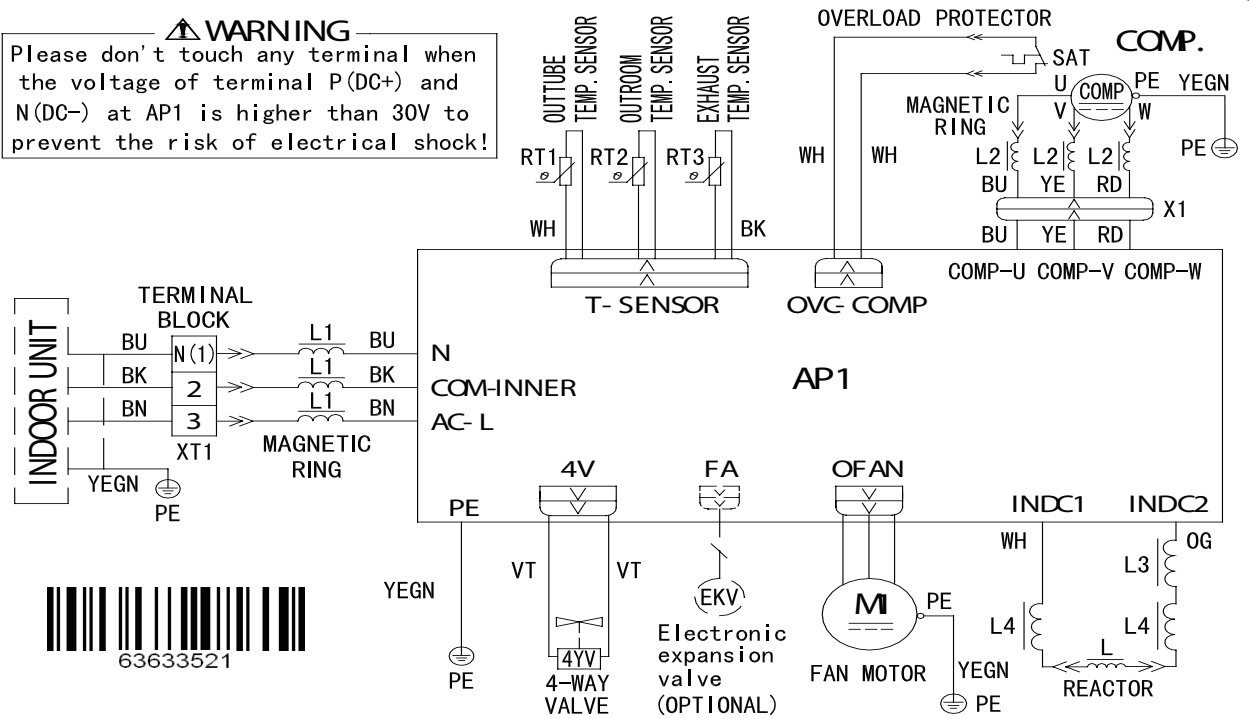 WARNING
Please don't touch any terminal when
the voltage of terminal P(DC+) and
N(DC-) at AP1 is higher than 30V to
prevent the risk of electrical shock!
OUTTUBE
TEMP. SENSOR
OUTROOM
TEMP. SENSOR
EXHAUST
TEMP. SENSOR
RT1
θ
RT2
θ
RT3
θ
WH
BK
T-SENSOR
OVERLOAD PROTECTOR
SAT
WH
WH
OVC-COMP
COMP.
U
V
COMP
W
PE
YEGN
PE
MAGNETIC
RING
L2
L2
L2
BU
YE
RD
X1
BU
YE
RD
COMP-U
COMP-V
COMP-W
INDOOR UNIT
TERMINAL
BLOCK
BU
N(1)
L1
BU
N
BK
2
L1
BK
COM-INNER
BN
3
L1
BN
AC-L
XT1
MAGNETIC
RING
YEGN
PE
AP1
PE
YEGN
PE
4V
VT
VT
4YV
4-WAY
VALVE
FA
EKV
Electronic
expansion
valve
(OPTIONAL)
OFAN
M1
PE
FAN MOTOR
YEGN
PE
INDC1
INDC2
WH
OG
L3
L4
L4
L
REACTOR
63633521